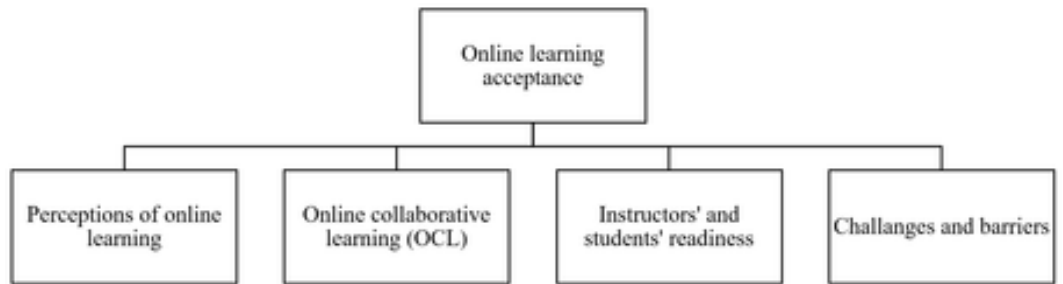 Online learning
acceptance
Perceptions of online
learning
Online collaborative
learning (OCL)
Instructors' and
students' readiness
Challanges and barriers